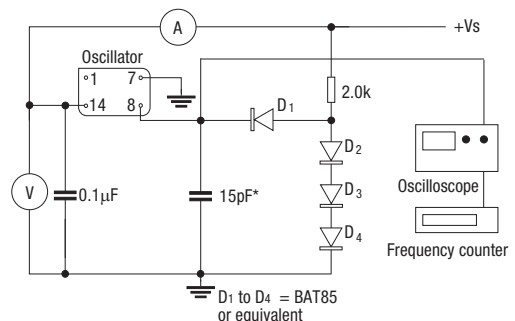 A
+Vs
Oscillator
1 7
14 8
D1
2.0k
D2
D3
D4
V
0.1µF
15pF*
Oscilloscope
Frequency counter
D1 to D4 = BAT85
or equivalent